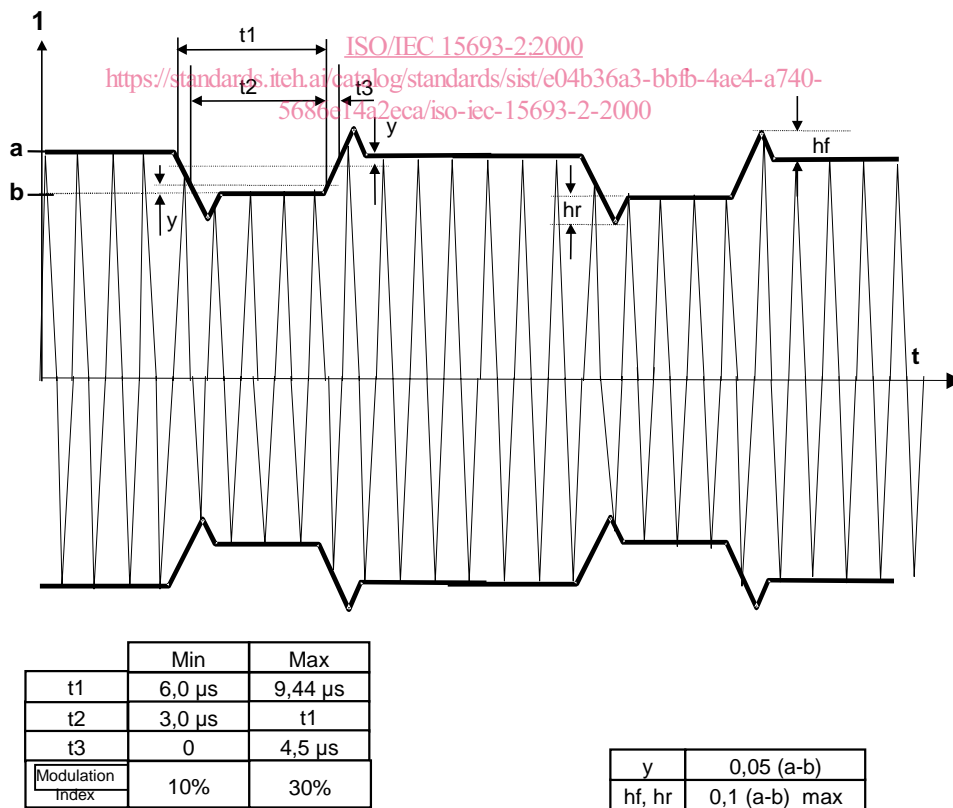 1
t1
ISO/IEC 15693-2:2000
https://standards.iteh.ai/catalog/standards/sist/e04b36a3-bbfb-4ae4-a740-
5686e14a2eca/iso-iec-15693-2-2000
t2
t3
y
a
b
y
hr
hf
t
Min Max
t1 6,0 µs 9,44 µs
t2 3,0 µs t1
t3 0 4,5 µs
Modulation
Index 10% 30%
y 0,05 (a-b)
hf, hr 0,1 (a-b) max